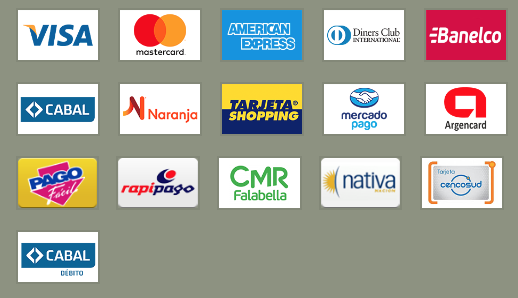 VISA
mastercard
AMERICAN
EXPRESS
Diners Club
INTERNATIONAL
Banelco
CABAL
Naranja
TARJETA
SHOPPING
mercado
pago
Argencard
PAGO
Fácil
rapipago
CMR
Falabella
nativa
Tarjeta
cencosud
CABAL
DÉBITO